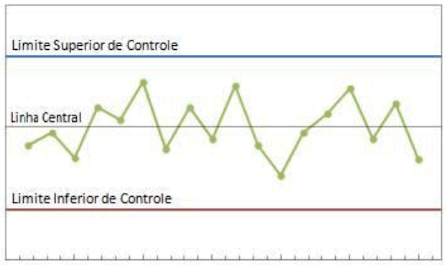 Limite Superior de Controle
Linha Central
Limite Inferior de Controle